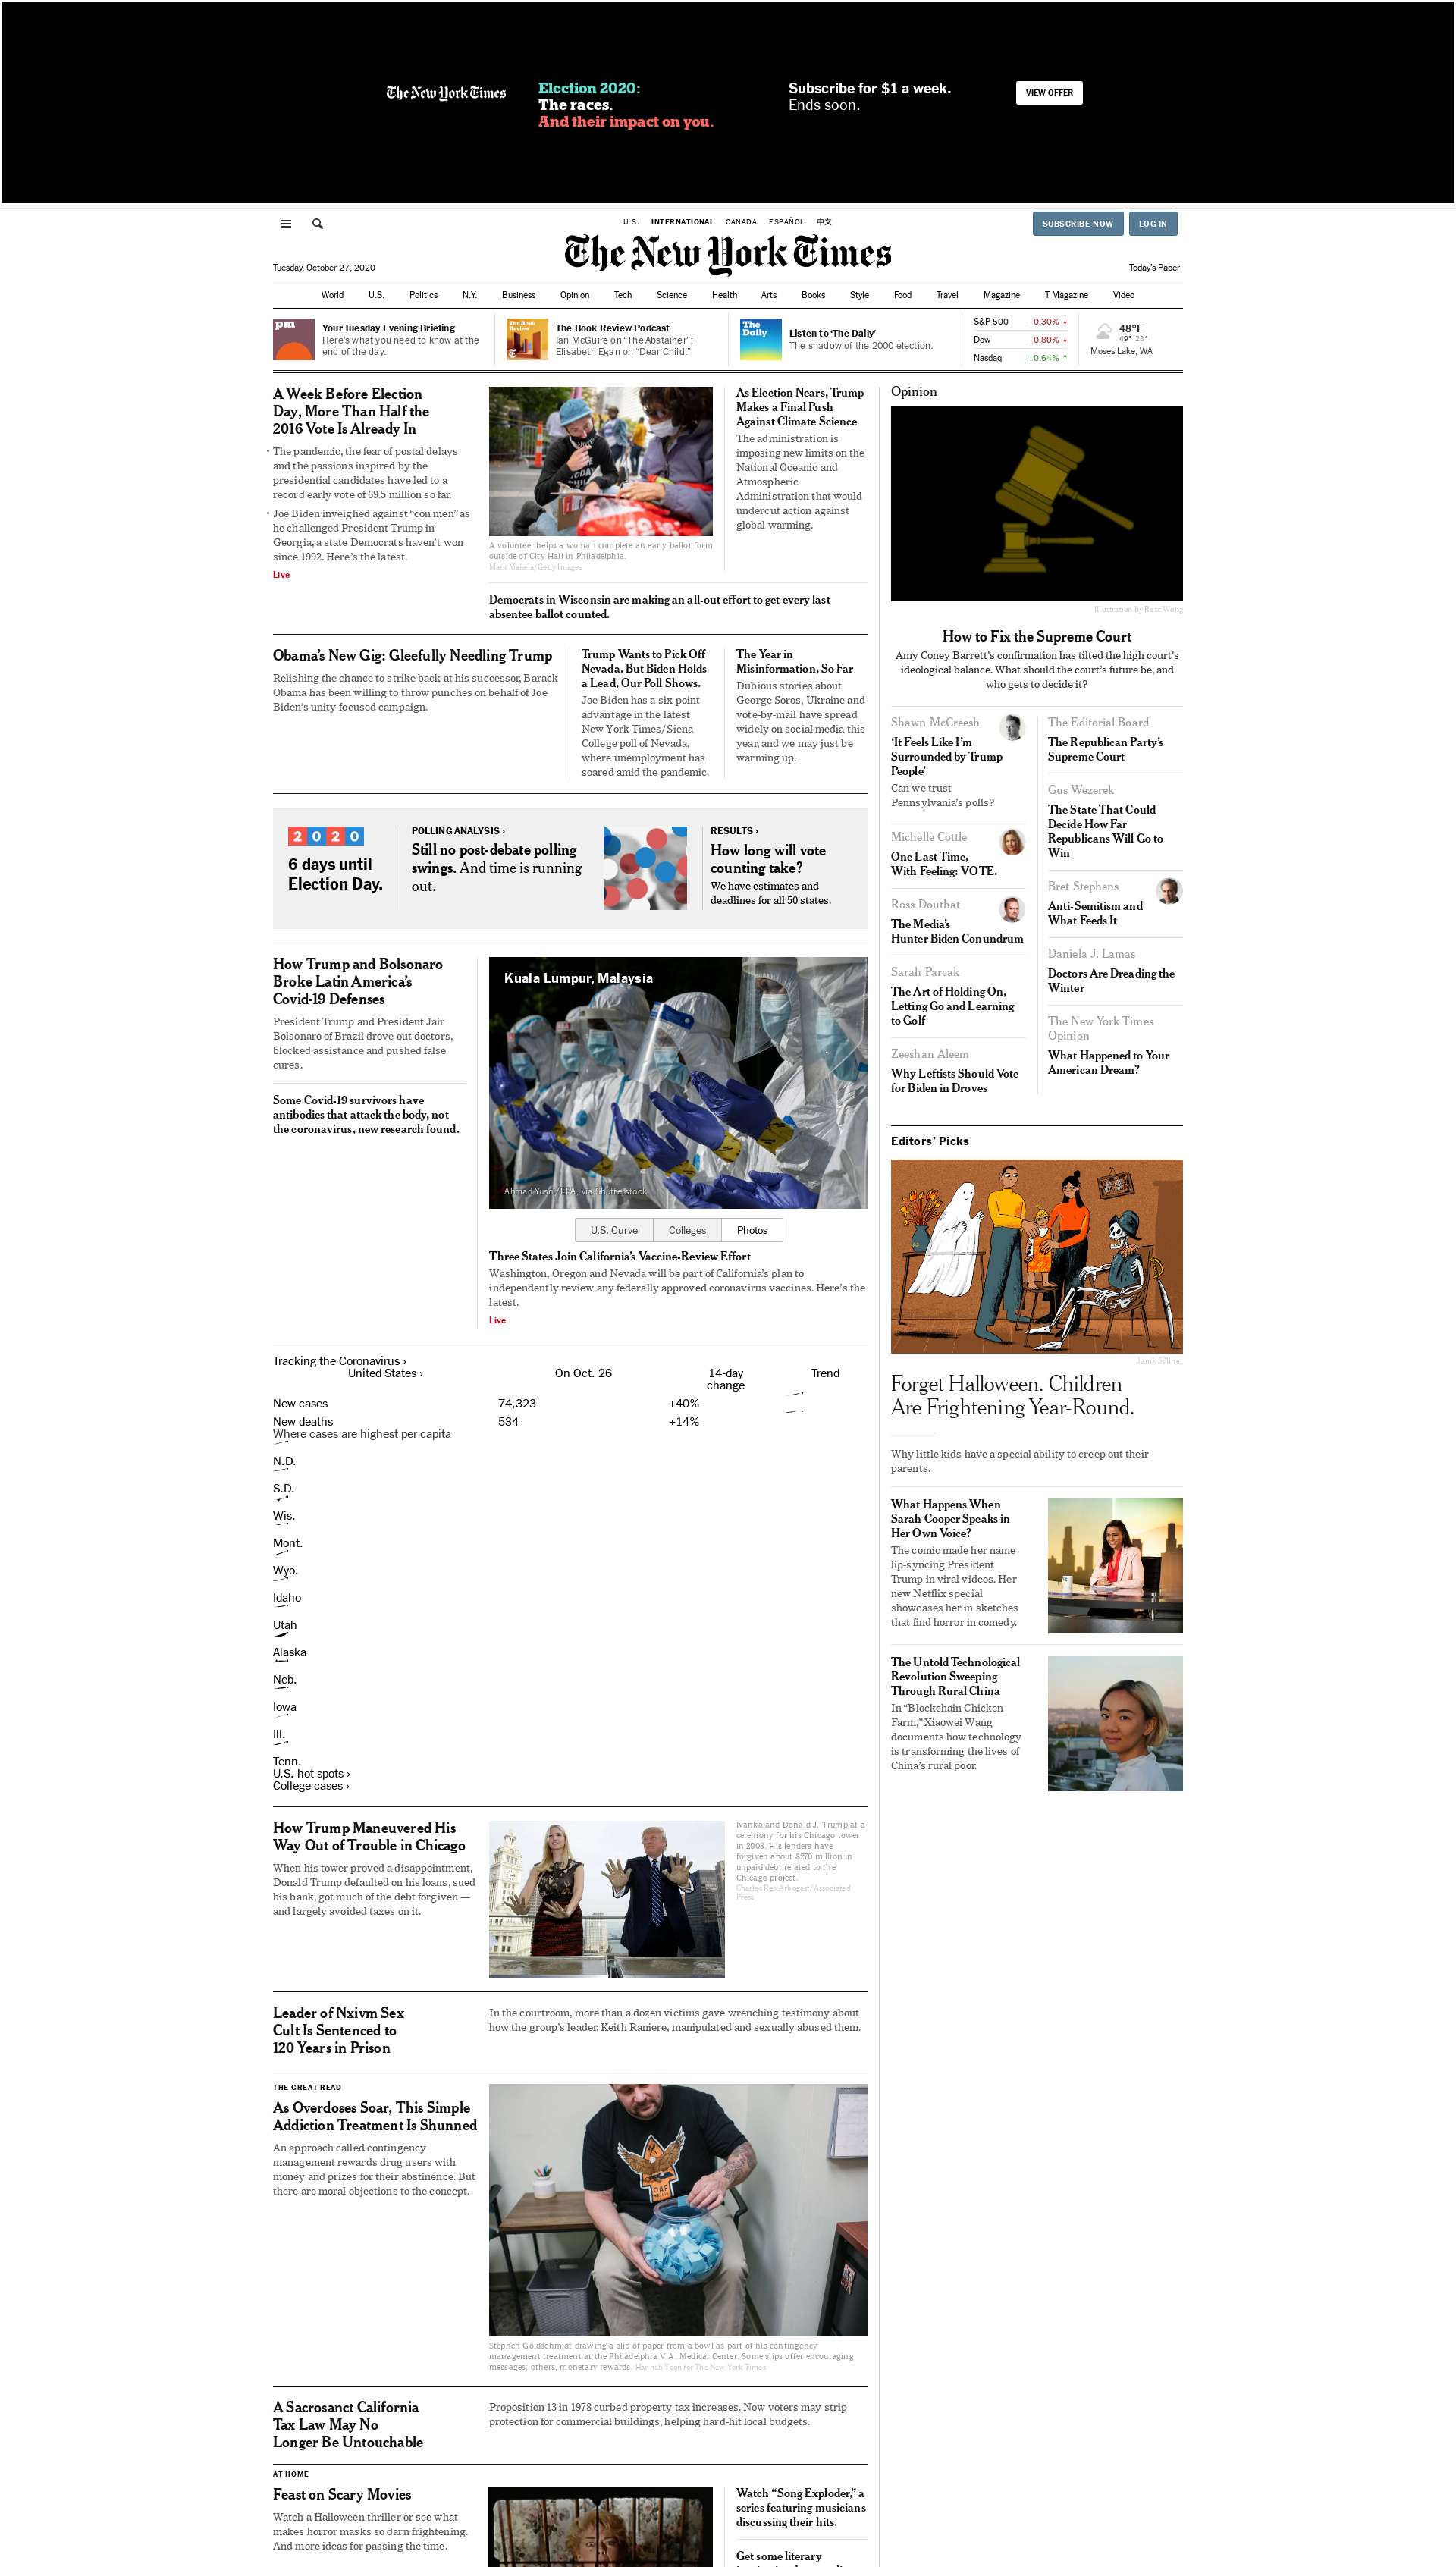 The New York Times
Election 2020:
The races.
And their impact on you.
Subscribe for $1 a week.
Ends soon.
VIEW OFFER
U.S. INTERNATIONAL CANADA ESPAÑOL 中文
SUBSCRIBE NOW
LOG IN
The New York Times
Tuesday, October 27, 2020
Today's Paper
World U.S. Politics N.Y. Business Opinion Tech Science Health Arts Books Style Food Travel Magazine T Magazine Video
pm
Your Tuesday Evening Briefing
Here's what you need to know at the
end of the day.
The Book
Review
The Book Review Podcast
Ian McGuire on “The Abstainer”;
Elisabeth Egan on “Dear Child.”
The
Daily
Listen to ‘The Daily’
The shadow of the 2000 election.
S&P 500 -0.30% ↓
Dow -0.80% ↓
Nasdaq +0.64% ↑
48°F
49° 28°
Moses Lake, WA
A Week Before Election
Day, More Than Half the
2016 Vote Is Already In
• The pandemic, the fear of postal delays
and the passions inspired by the
presidential candidates have led to a
record early vote of 69.5 million so far.
• Joe Biden inveighed against “con men” as
he challenged President Trump in
Georgia, a state Democrats haven’t won
since 1992. Here’s the latest.
Live
A volunteer helps a woman complete an early ballot form
outside of City Hall in Philadelphia.
Mark Makela/Getty Images
As Election Nears, Trump
Makes a Final Push
Against Climate Science
The administration is
imposing new limits on the
National Oceanic and
Atmospheric
Administration that would
undercut action against
global warming.
Democrats in Wisconsin are making an all-out effort to get every last
absentee ballot counted.
Obama’s New Gig: Gleefully Needling Trump
Relishing the chance to strike back at his successor, Barack
Obama has been willing to throw punches on behalf of Joe
Biden’s unity-focused campaign.
Trump Wants to Pick Off
Nevada. But Biden Holds
a Lead, Our Poll Shows.
Joe Biden has a six-point
advantage in the latest
New York Times/Siena
College poll of Nevada,
where unemployment has
soared amid the pandemic.
The Year in
Misinformation, So Far
Dubious stories about
George Soros, Ukraine and
vote-by-mail have spread
widely on social media this
year, and we may just be
warming up.
2020
6 days until
Election Day.
POLLING ANALYSIS ›
Still no post-debate polling
swings. And time is running
out.
RESULTS ›
How long will vote
counting take?
We have estimates and
deadlines for all 50 states.
How Trump and Bolsonaro
Broke Latin America’s
Covid-19 Defenses
President Trump and President Jair
Bolsonaro of Brazil drove out doctors,
blocked assistance and pushed false
cures.
Some Covid-19 survivors have
antibodies that attack the body, not
the coronavirus, new research found.
Kuala Lumpur, Malaysia
Ahmad Yusni/EPA, via Shutterstock
U.S. Curve Colleges Photos
Three States Join California’s Vaccine-Review Effort
Washington, Oregon and Nevada will be part of California’s plan to
independently review any federally approved coronavirus vaccines. Here’s the
latest.
Live
Tracking the Coronavirus ›
United States › On Oct. 26 14-day
change Trend
New cases 74,323 +40%
New deaths 534 +14%
Where cases are highest per capita
N.D.
S.D.
Wis.
Mont.
Wyo.
Idaho
Utah
Alaska
Neb.
Iowa
Ill.
Tenn.
U.S. hot spots ›
College cases ›
How Trump Maneuvered His
Way Out of Trouble in Chicago
When his tower proved a disappointment,
Donald Trump defaulted on his loans, sued
his bank, got much of the debt forgiven —
and largely avoided taxes on it.
Ivanka and Donald J. Trump at a
ceremony for his Chicago tower
in 2008. His lenders have
forgiven about $270 million in
unpaid debt related to the
Chicago project.
Charles Rex Arbogast/Associated
Press
Leader of Nxivm Sex
Cult Is Sentenced to
120 Years in Prison
In the courtroom, more than a dozen victims gave wrenching testimony about
how the group’s leader, Keith Raniere, manipulated and sexually abused them.
THE GREAT READ
As Overdoses Soar, This Simple
Addiction Treatment Is Shunned
An approach called contingency
management rewards drug users with
money and prizes for their abstinence. But
there are moral objections to the concept.
Stephen Goldschmidt drawing a slip of paper from a bowl as part of his contingency
management treatment at the Philadelphia V.A. Medical Center. Some slips offer encouraging
messages; others, monetary rewards. Hannah Yoon for The New York Times
A Sacrosanct California
Tax Law May No
Longer Be Untouchable
Proposition 13 in 1978 curbed property tax increases. Now voters may strip
protection for commercial buildings, helping hard-hit local budgets.
AT HOME
Feast on Scary Movies
Watch a Halloween thriller or see what
makes horror masks so darn frightening.
And more ideas for passing the time.
Watch “Song Exploder,” a
series featuring musicians
discussing their hits.
Get some literary
Opinion
Illustration by Rose Wong
How to Fix the Supreme Court
Amy Coney Barrett’s confirmation has tilted the high court’s
ideological balance. What should the court’s future be, and
who gets to decide it?
Shawn McCreesh
‘It Feels Like I’m
Surrounded by Trump
People’
Can we trust
Pennsylvania’s polls?
Michelle Cottle
One Last Time,
With Feeling: VOTE.
Ross Douthat
The Media’s
Hunter Biden Conundrum
Sarah Parcak
The Art of Holding On,
Letting Go and Learning
to Golf
Zeeshan Aleem
Why Leftists Should Vote
for Biden in Droves
The Editorial Board
The Republican Party’s
Supreme Court
Gus Wezerek
The State That Could
Decide How Far
Republicans Will Go to
Win
Bret Stephens
Anti-Semitism and
What Feeds It
Daniela J. Lamas
Doctors Are Dreading the
Winter
The New York Times
Opinion
What Happened to Your
American Dream?
Editors’ Picks
Janik Söllner
Forget Halloween. Children
Are Frightening Year-Round.
Why little kids have a special ability to creep out their
parents.
What Happens When
Sarah Cooper Speaks in
Her Own Voice?
The comic made her name
lip-syncing President
Trump in viral videos. Her
new Netflix special
showcases her in sketches
that find horror in comedy.
The Untold Technological
Revolution Sweeping
Through Rural China
In “Blockchain Chicken
Farm,” Xiaowei Wang
documents how technology
is transforming the lives of
China’s rural poor.